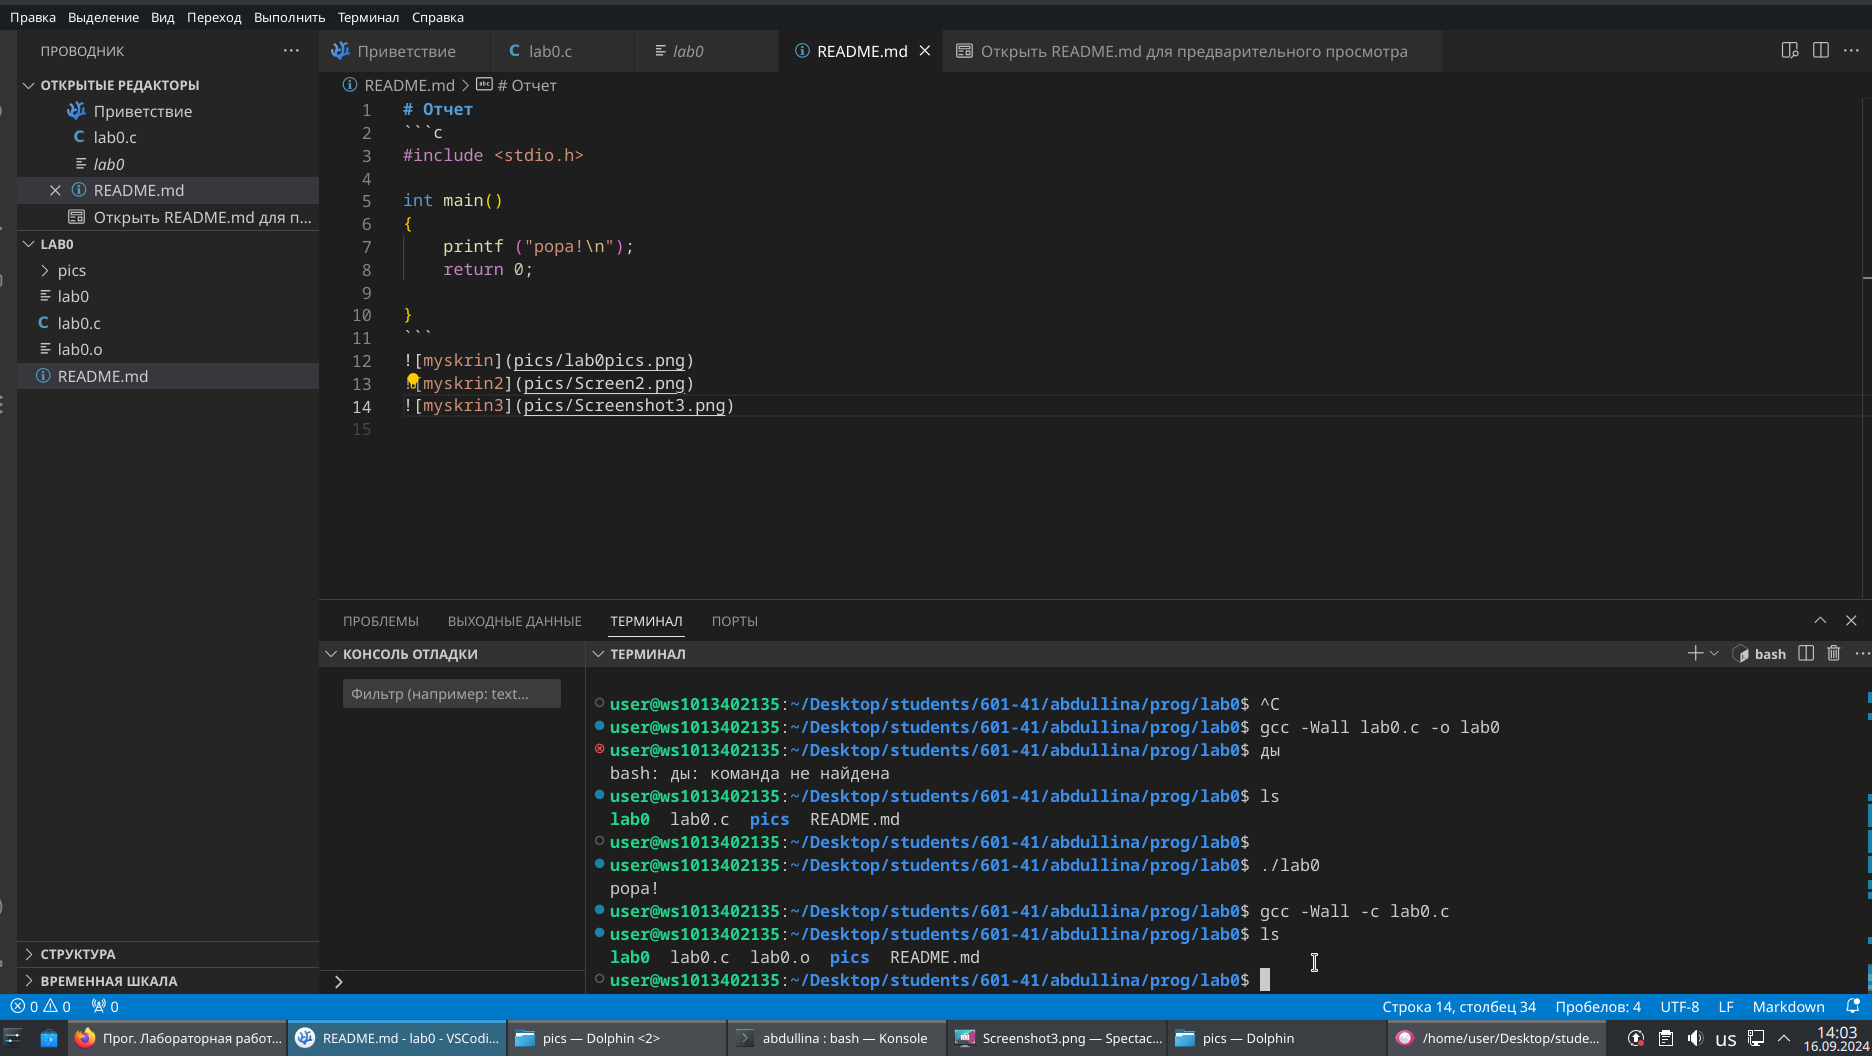 Правка Выделение Вид Переход Выполнить Терминал Справка
ПРОВОДНИК
Приветствие
lab0.c
lab0
README.md
Открыть README.md для предварительного просмотра
ОТКРЫТЫЕ РЕДАКТОРЫ
Приветствие
C lab0.c
lab0
README.md
Открыть README.md для п...
LAB0
pics
lab0
C lab0.c
lab0.o
README.md
СТРУКТУРА
ВРЕМЕННАЯ ШКАЛА
README.md > # Отчет
1 # Отчет
2 ```c
3 #include <stdio.h>
4
5 int main()
6 {
7 printf ("popa!\n");
8 return 0;
9
10 }
11 ```
12 ![myskrin](pics/lab0pics.png)
13 ![myskrin2](pics/Screen2.png)
14 ![myskrin3](pics/Screenshot3.png)
15
ПРОБЛЕМЫ ВЫХОДНЫЕ ДАННЫЕ ТЕРМИНАЛ ПОРТЫ
КОНСОЛЬ ОТЛАДКИ
Фильтр (например: text...
ТЕРМИНАЛ
bash
user@ws1013402135:~/Desktop/students/601-41/abdullina/prog/lab0$ ^C
user@ws1013402135:~/Desktop/students/601-41/abdullina/prog/lab0$ gcc -Wall lab0.c -o lab0
user@ws1013402135:~/Desktop/students/601-41/abdullina/prog/lab0$ ды
bash: ды: команда не найдена
user@ws1013402135:~/Desktop/students/601-41/abdullina/prog/lab0$ ls
lab0 lab0.c pics README.md
user@ws1013402135:~/Desktop/students/601-41/abdullina/prog/lab0$
user@ws1013402135:~/Desktop/students/601-41/abdullina/prog/lab0$ ./lab0
popa!
user@ws1013402135:~/Desktop/students/601-41/abdullina/prog/lab0$ gcc -Wall -c lab0.c
user@ws1013402135:~/Desktop/students/601-41/abdullina/prog/lab0$ ls
lab0 lab0.c lab0.o pics README.md
user@ws1013402135:~/Desktop/students/601-41/abdullina/prog/lab0$
0 0 0
Строка 14, столбец 34 Пробелов: 4 UTF-8 LF Markdown
Прог. Лабораторная работ...
README.md - lab0 - VSCodi...
pics — Dolphin <2>
abdullina : bash — Konsole
Screenshot3.png — Spectac...
pics — Dolphin
/home/user/Desktop/stude...
us
14:03
16.09.2024